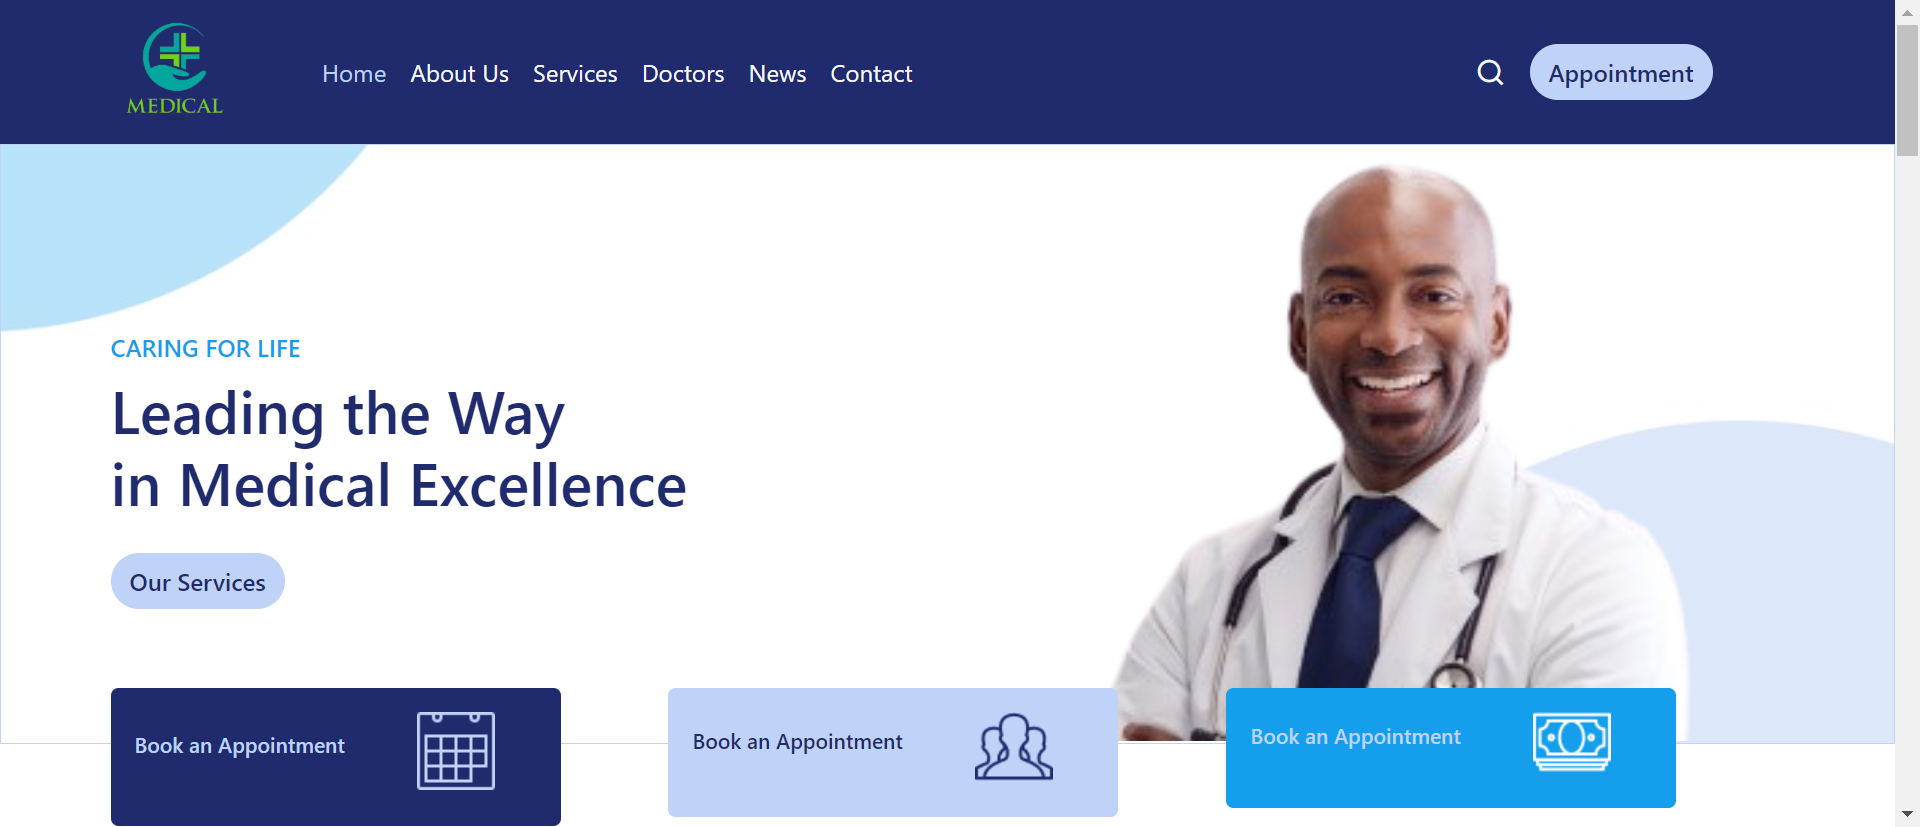 MEDICAL
Home About Us Services Doctors News Contact
Appointment
CARING FOR LIFE
Leading the Way
in Medical Excellence
Our Services
Book an Appointment
Book an Appointment
Book an Appointment